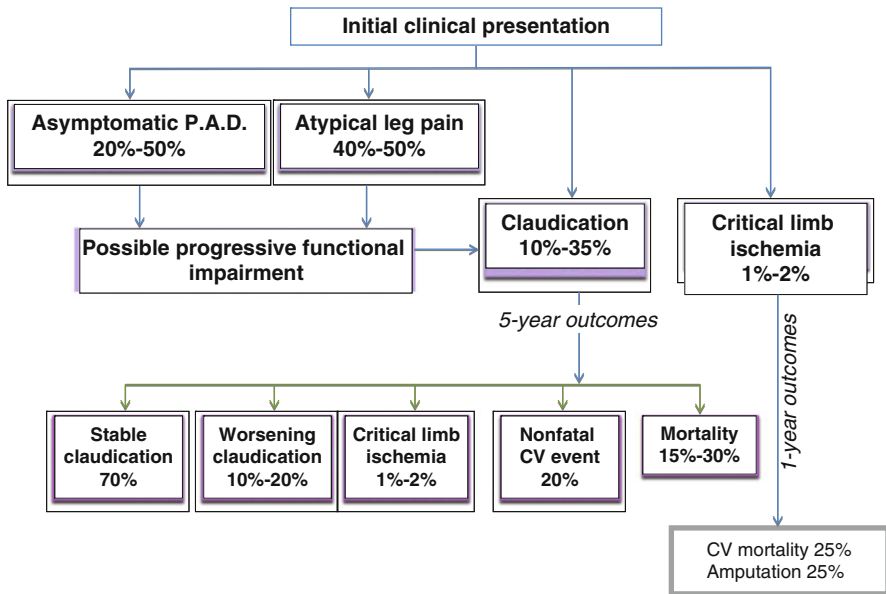 Initial clinical presentation
Asymptomatic P.A.D.
20%-50%
Atypical leg pain
40%-50%
Possible progressive functional
impairment
Claudication
10%-35%
Critical limb
ischemia
1%-2%
5-year outcomes
1-year outcomes
Stable
claudication
70%
Worsening
claudication
10%-20%
Critical limb
ischemia
1%-2%
Nonfatal
CV event
20%
Mortality
15%-30%
CV mortality 25%
Amputation 25%